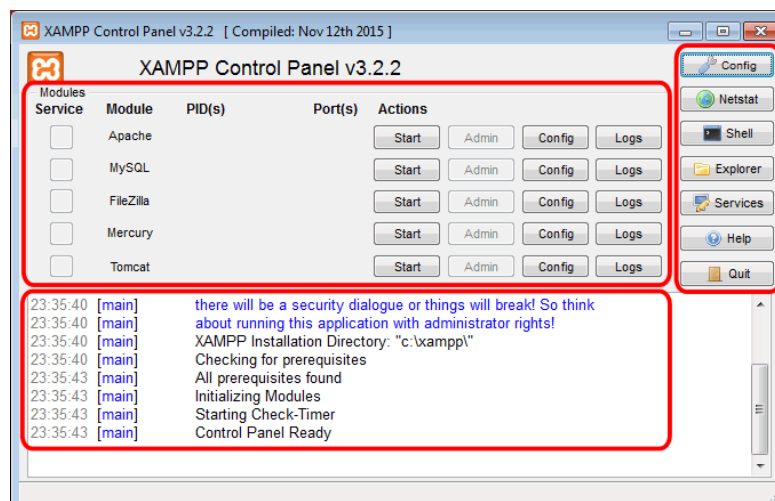 XAMPP Control Panel v3.2.2 [ Compiled: Nov 12th 2015 ]
XAMPP Control Panel v3.2.2
Modules
Service Module PID(s) Port(s) Actions
Apache Start Admin Config Logs
MySQL Start Admin Config Logs
FileZilla Start Admin Config Logs
Mercury Start Admin Config Logs
Tomcat Start Admin Config Logs
Config
Netstat
Shell
Explorer
Services
Help
Quit
23:35:40 [main] there will be a security dialogue or things will break! So think
23:35:40 [main] about running this application with administrator rights!
23:35:40 [main] XAMPP Installation Directory: "c:\xampp\"
23:35:40 [main] Checking for prerequisites
23:35:43 [main] All prerequisites found
23:35:43 [main] Initializing Modules
23:35:43 [main] Starting Check-Timer
23:35:43 [main] Control Panel Ready